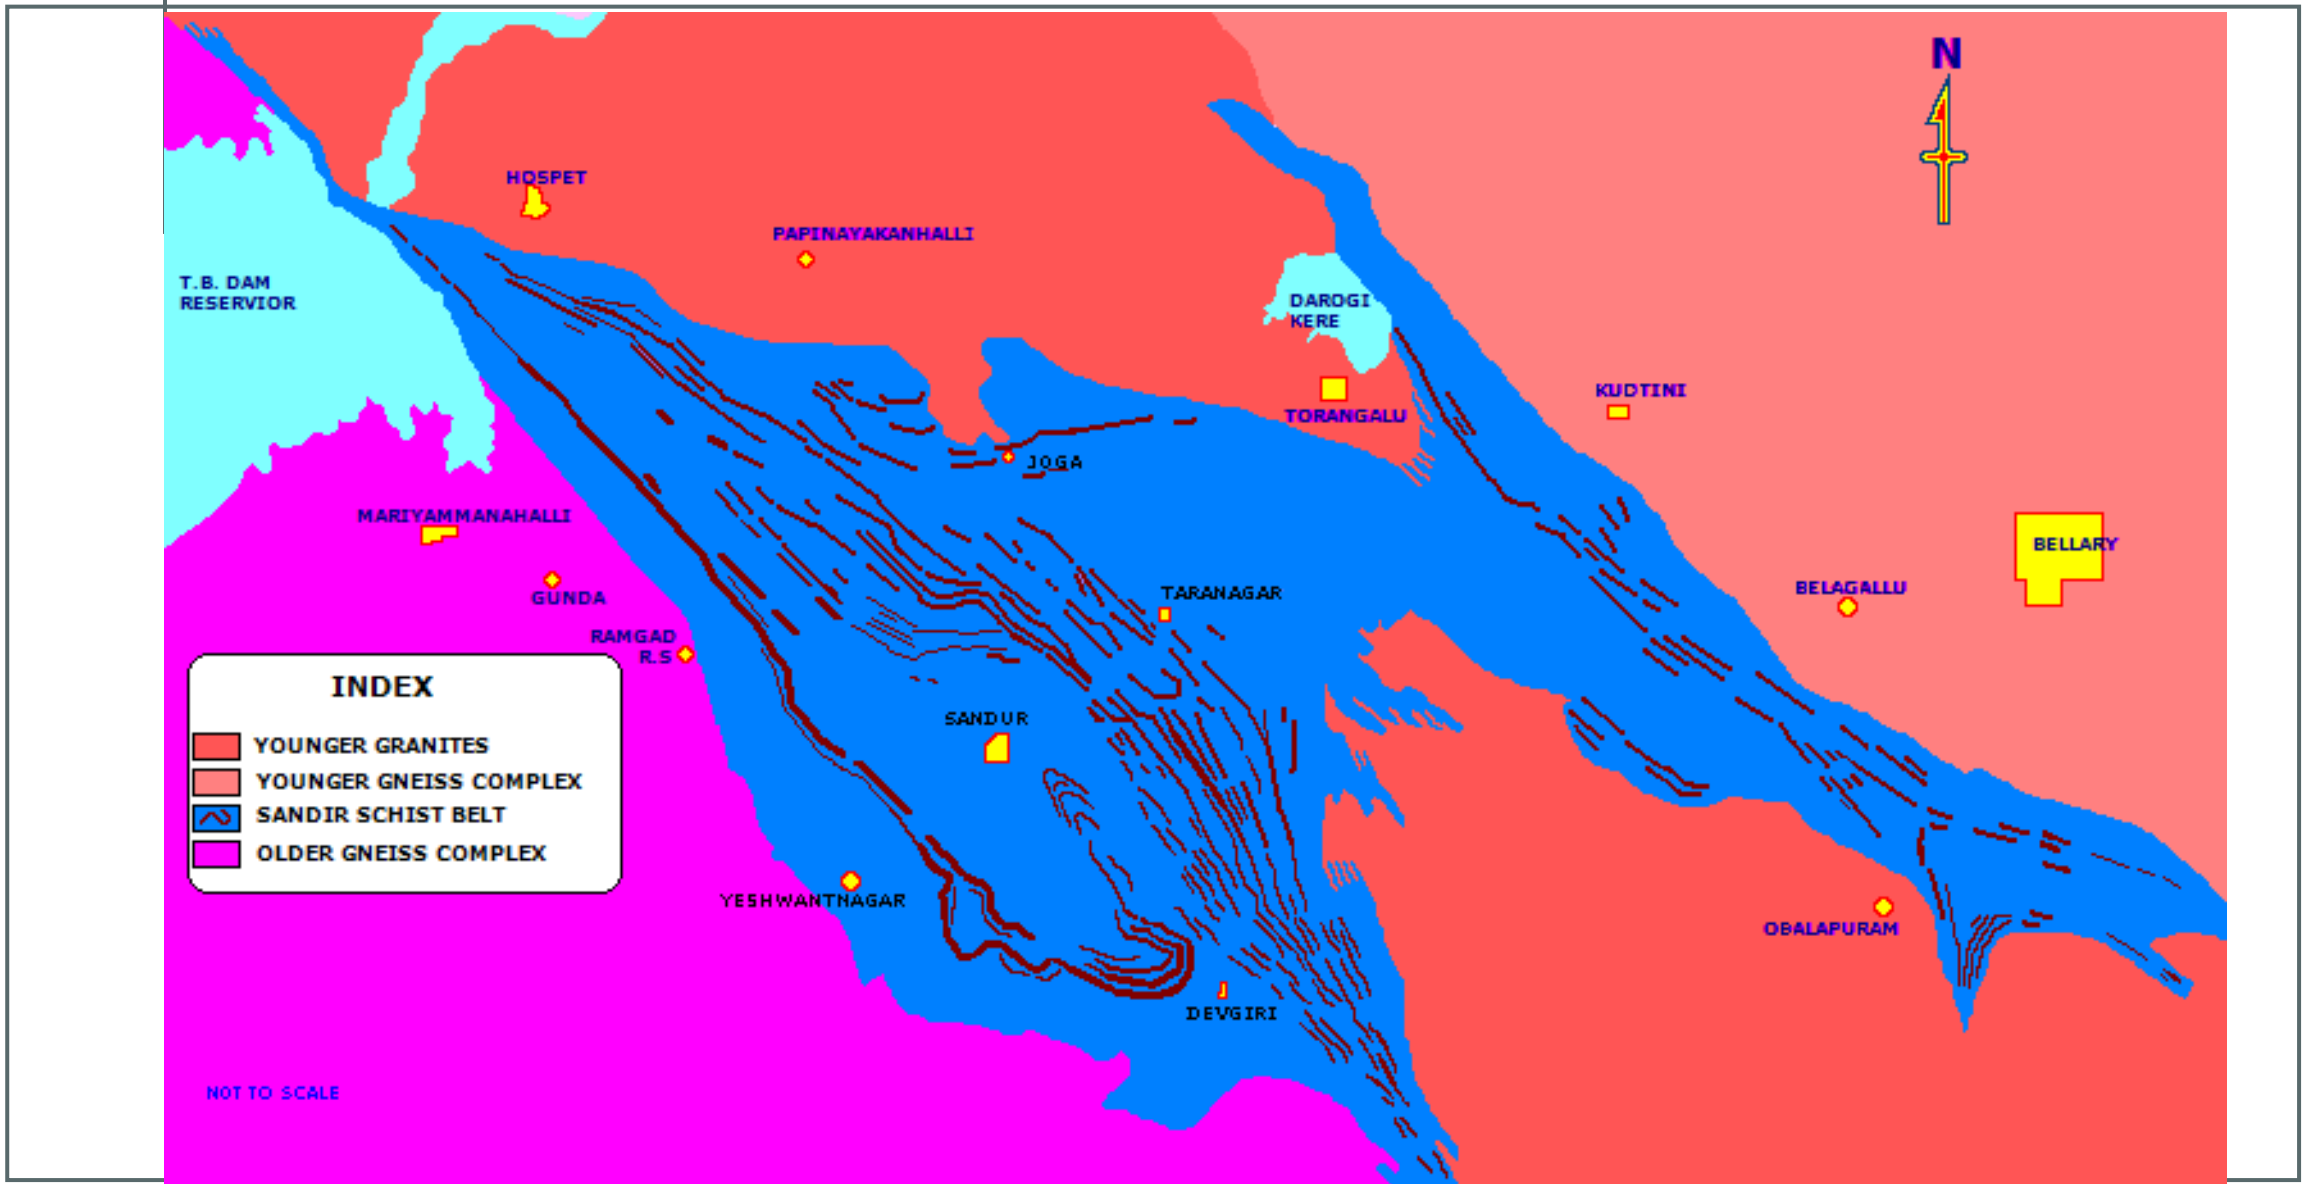 N
HOSPET
PAPINAYAKANHALLI
T.B. DAM
RESERVIOR
DAROGI
KERE
KUDTINI
TORANGALU
JOGA
MARIYAMMANAHALLI
BELLARY
GUNDA
TARANAGAR
BELAGALLU
RAMGAD
R.S
INDEX
YOUNGER GRANITES
YOUNGER GNEISS COMPLEX
SANDIR SCHIST BELT
OLDER GNEISS COMPLEX
SANDUR
YESHWANTNAGAR
OBALAPURAM
DEVGIRI
NOT TO SCALE